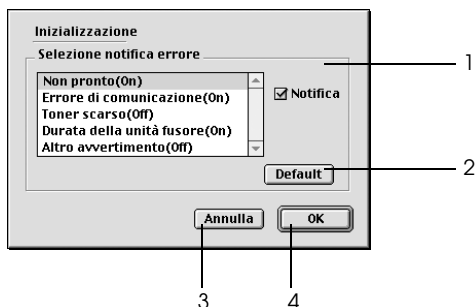 Inizializzazione
Selezione notifica errore
1
Non pronto(On)
Errore di comunicazione(On)
Toner scarso(Off)
Durata della unità fusore(On)
Altro avvertimento(Off)
Notifica
Default
2
Annulla
OK
3
4